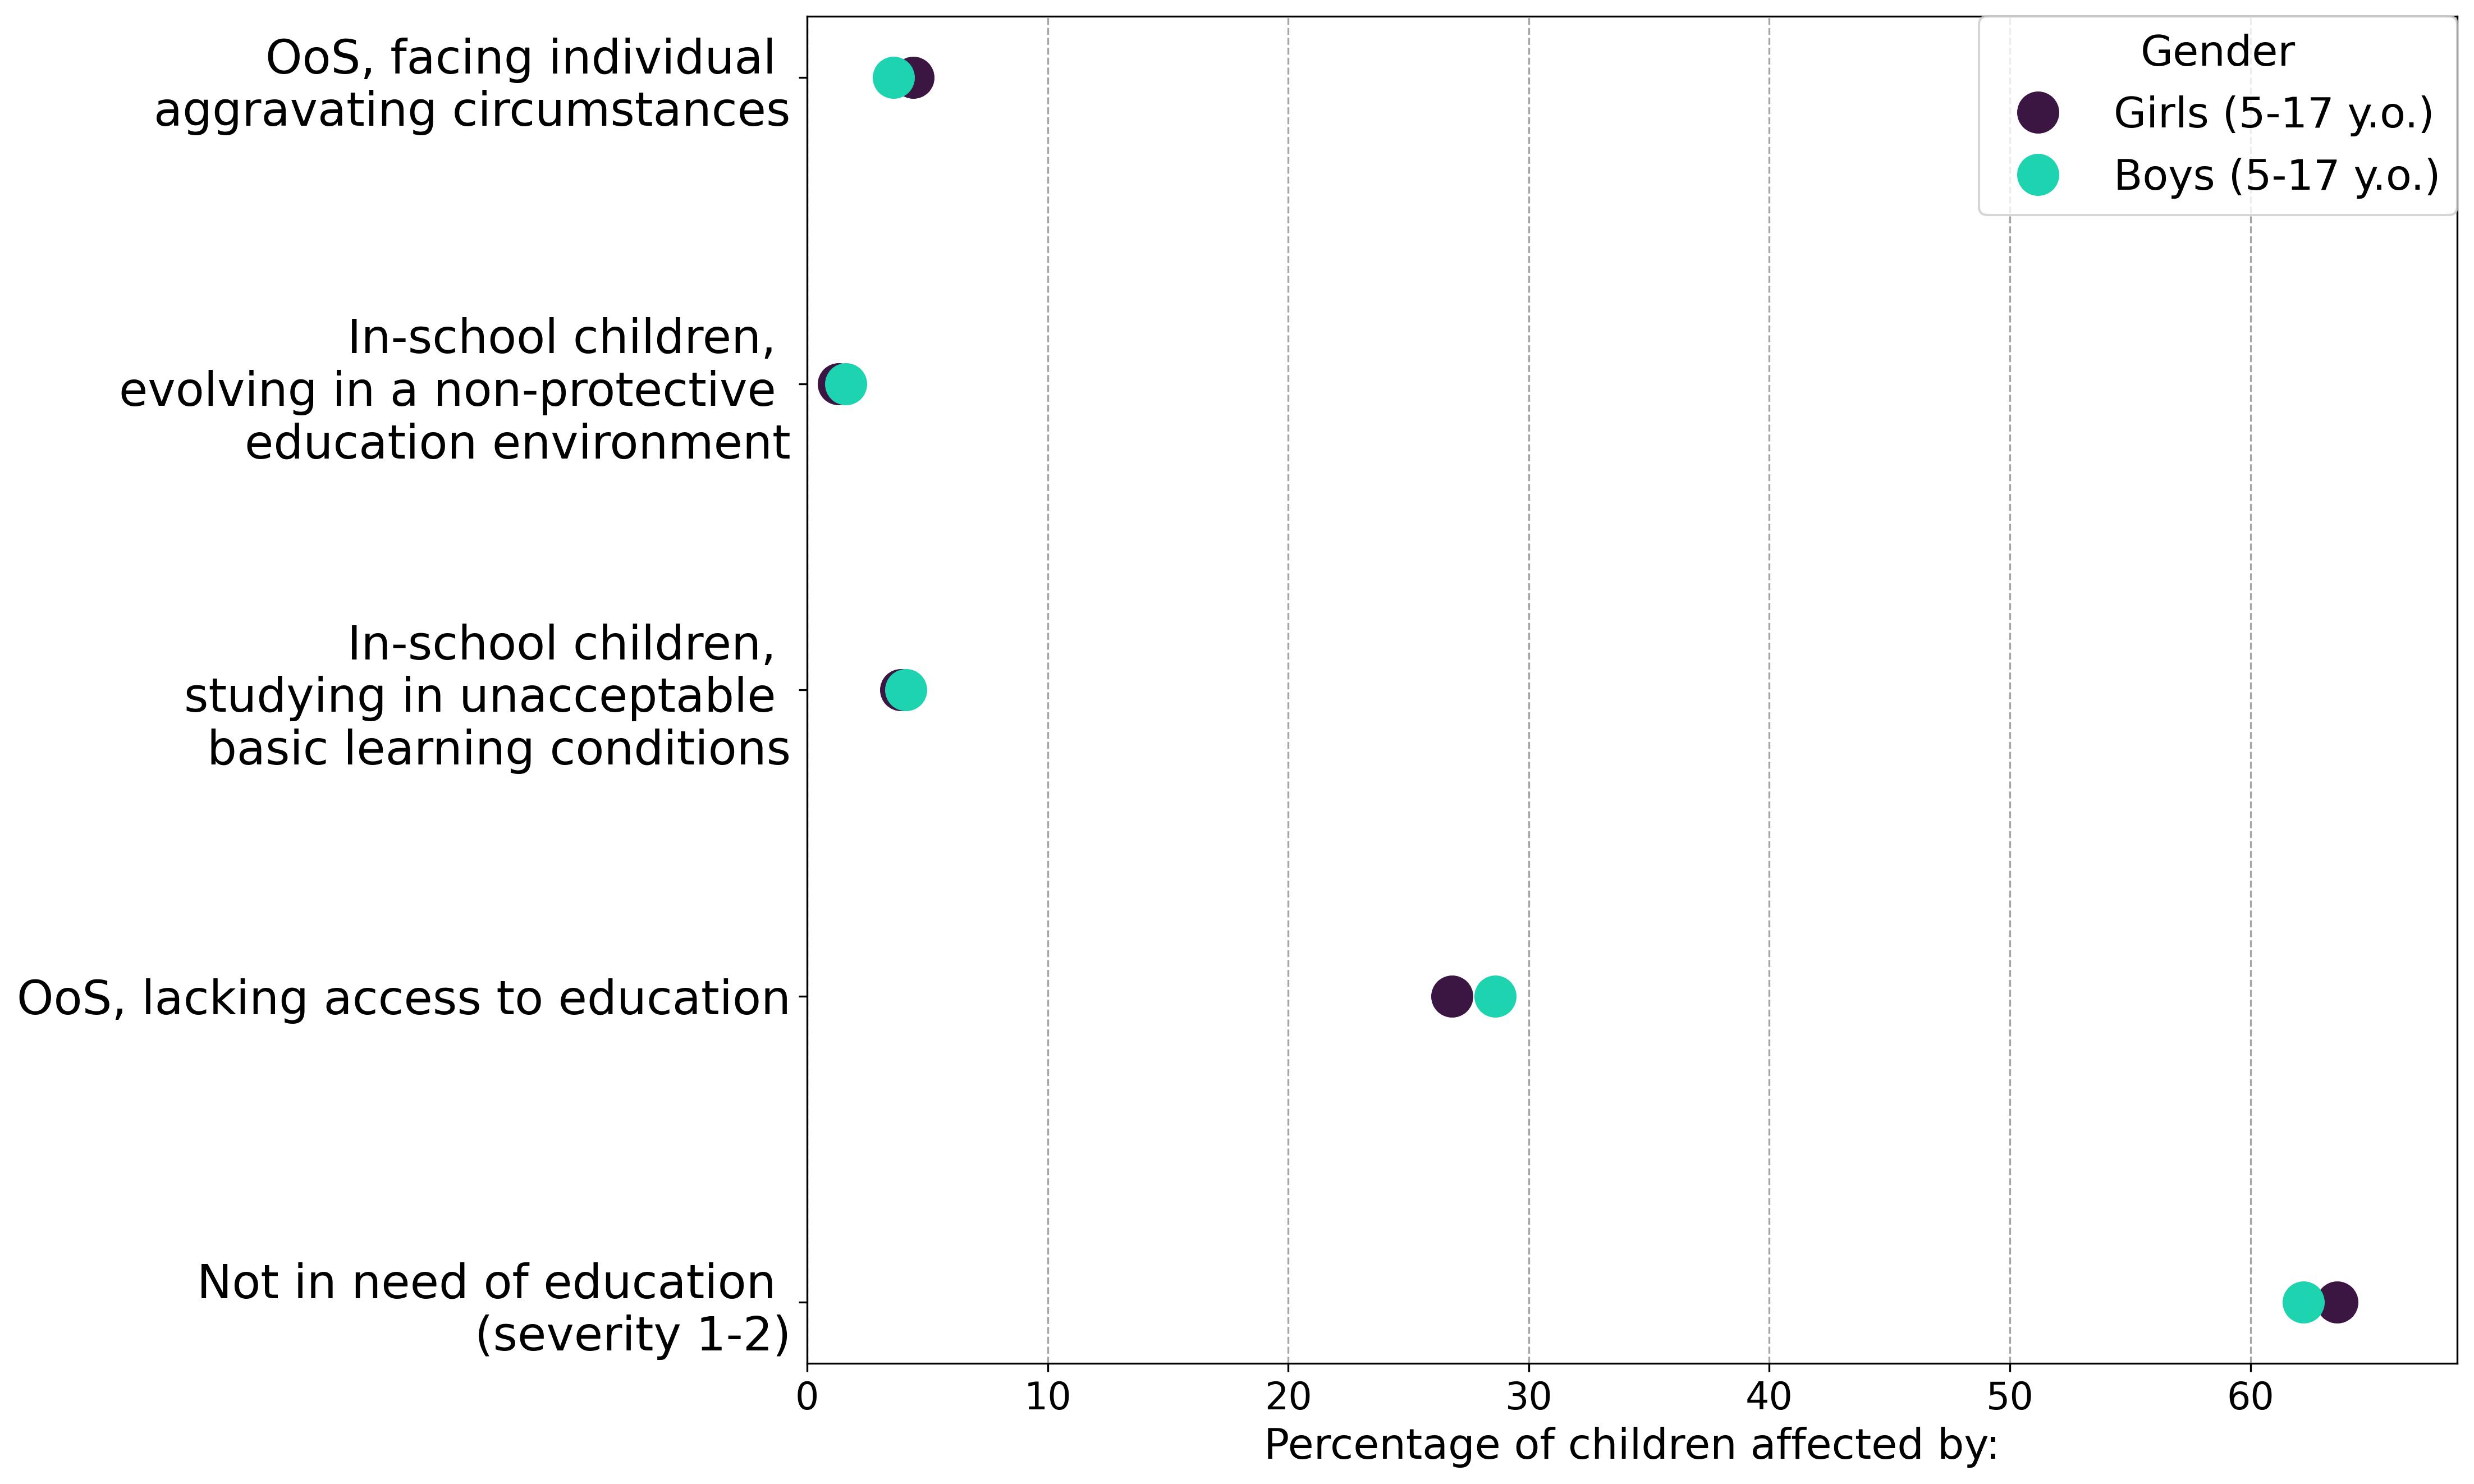 OoS, facing individual
aggravating circumstances
In-school children,
evolving in a non-protective
education environment
In-school children,
studying in unacceptable
basic learning conditions
OoS, lacking access to education
Not in need of education
(severity 1-2)
Gender
Girls (5-17 y.o.)
Boys (5-17 y.o.)
0 10 20 30 40 50 60
Percentage of children affected by: